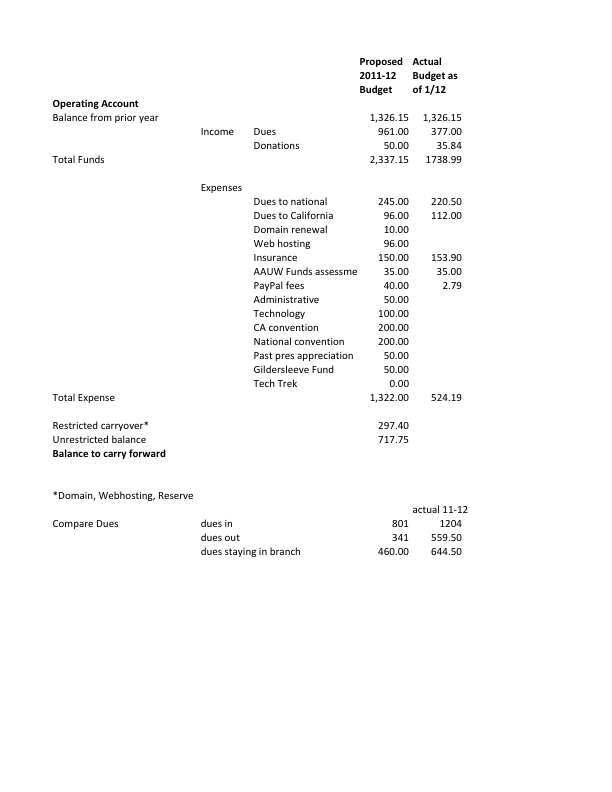 Proposed Actual
2011-12 Budget as
Budget of 1/12
Operating Account
Balance from prior year 1,326.15 1,326.15
Income Dues 961.00 377.00
Donations 50.00 35.84
Total Funds 2,337.15 1738.99
Expenses
Dues to national 245.00 220.50
Dues to California 96.00 112.00
Domain renewal 10.00
Web hosting 96.00
Insurance 150.00 153.90
AAUW Funds assessme 35.00 35.00
PayPal fees 40.00 2.79
Administrative 50.00
Technology 100.00
CA convention 200.00
National convention 200.00
Past pres appreciation 50.00
Gildersleeve Fund 50.00
Tech Trek 0.00
Total Expense 1,322.00 524.19
Restricted carryover* 297.40
Unrestricted balance 717.75
Balance to carry forward
*Domain, Webhosting, Reserve
actual 11-12
Compare Dues dues in 801 1204
dues out 341 559.50
dues staying in branch 460.00 644.50